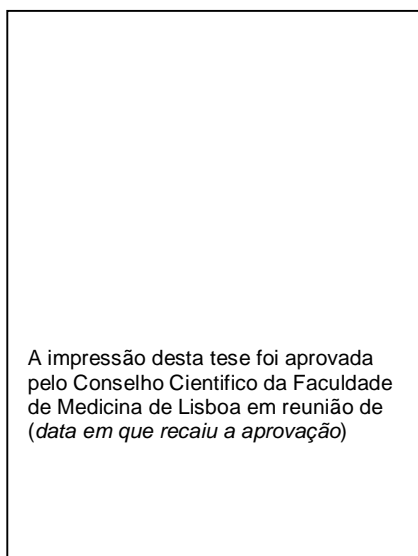 A impressão desta tese foi aprovada
pelo Conselho Cientifico da Faculdade
de Medicina de Lisboa em reunião de
(data em que recaiu a aprovação)